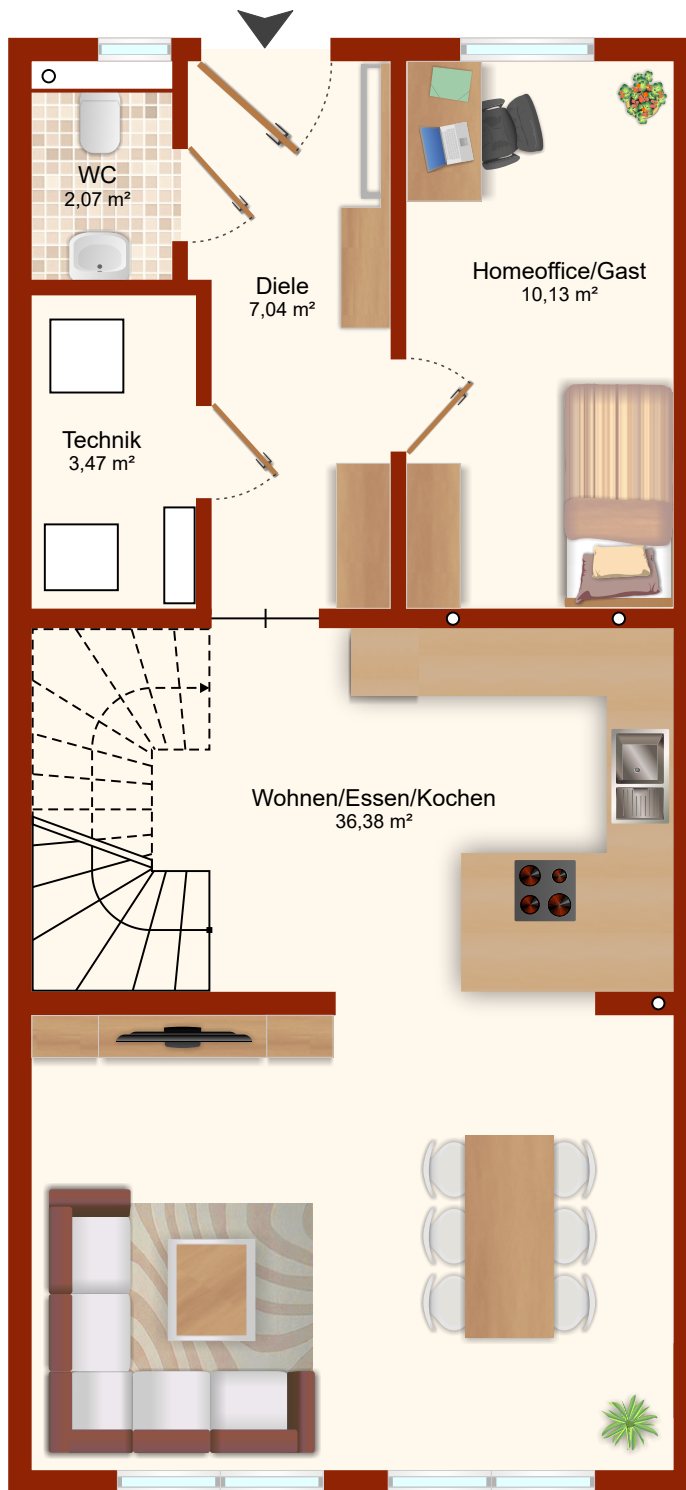 WC
2,07 m²
Diele
7,04 m²
Homeoffice/Gast
10,13 m²
Technik
3,47 m²
Wohnen/Essen/Kochen
36,38 m²